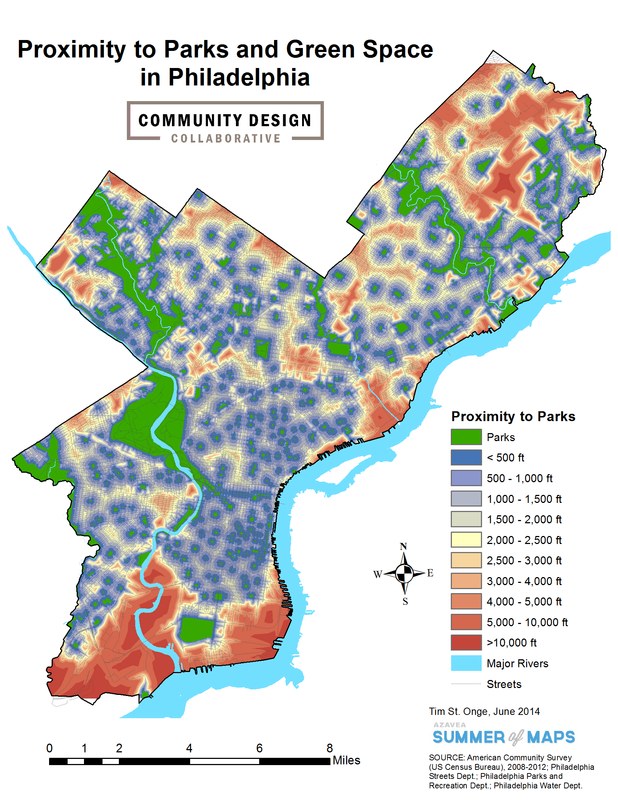 Proximity to Parks and Green Space
in Philadelphia
COMMUNITY DESIGN
COLLABORATIVE
Proximity to Parks
Parks
< 500 ft
500 - 1,000 ft
1,000 - 1,500 ft
1,500 - 2,000 ft
2,000 - 2,500 ft
2,500 - 3,000 ft
3,000 - 4,000 ft
4,000 - 5,000 ft
5,000 - 10,000 ft
>10,000 ft
Major Rivers
Streets
N
W E
S
Tim St. Onge, June 2014
AZAVEA
SUMMER of MAPS
SOURCE: American Community Survey
(US Census Bureau), 2008-2012; Philadelphia
Streets Dept.; Philadelphia Parks and
Recreation Dept.; Philadelphia Water Dept.
0 1 2 4 6 8
Miles